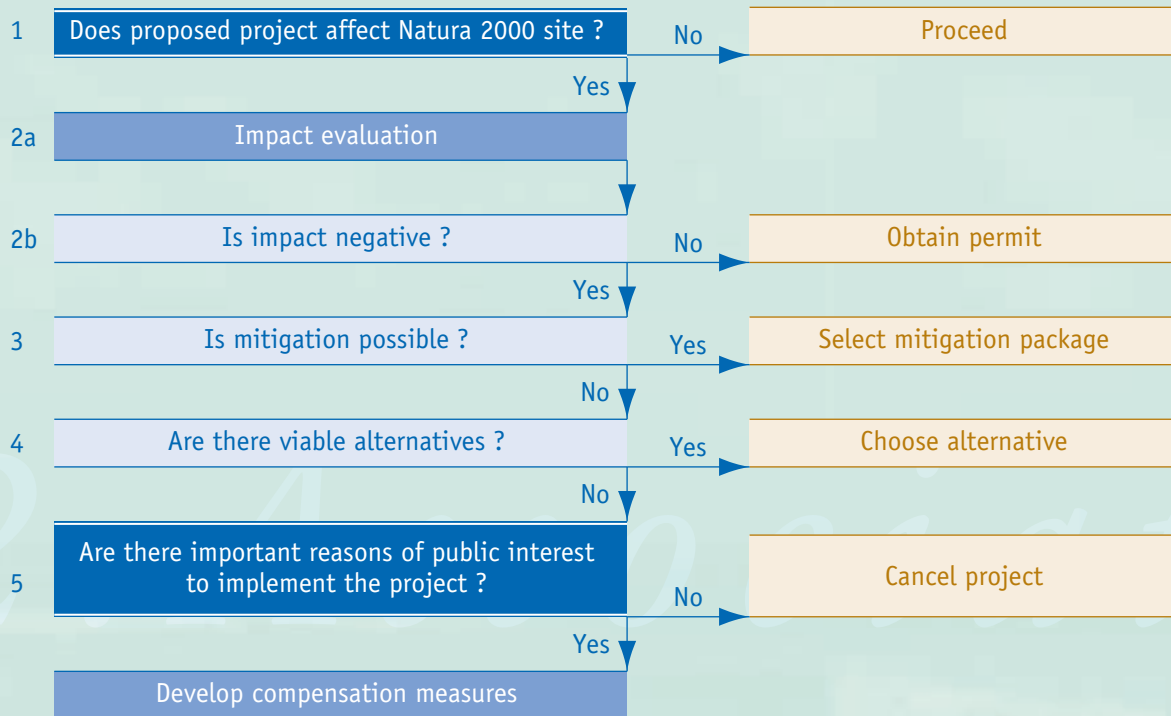 1
Does proposed project affect Natura 2000 site ?
No
Proceed
Yes
2a
Impact evaluation
2b
Is impact negative ?
No
Obtain permit
Yes
3
Is mitigation possible ?
Yes
Select mitigation package
No
4
Are there viable alternatives ?
Yes
Choose alternative
No
5
Are there important reasons of public interest
to implement the project ?
No
Cancel project
Yes
Develop compensation measures